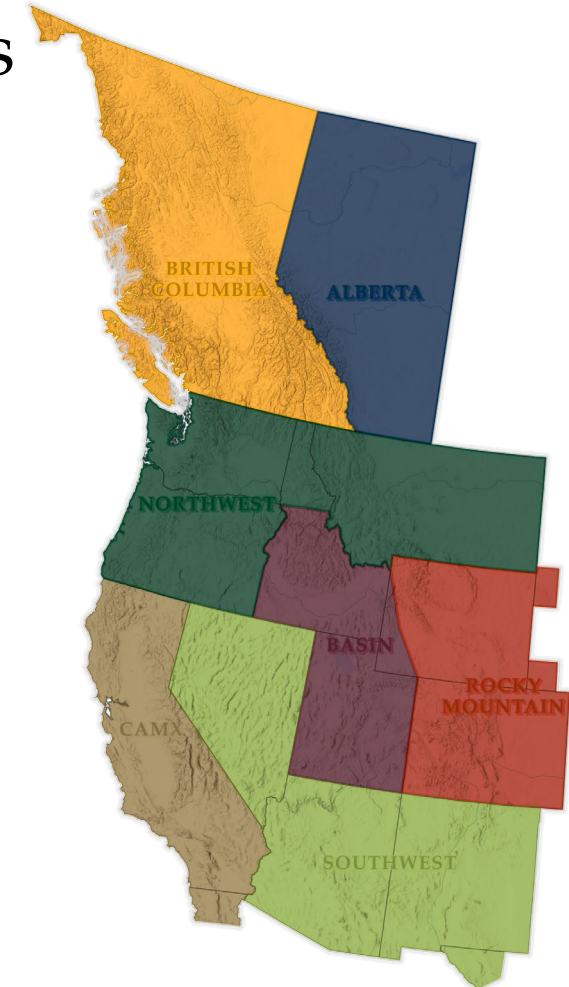 S
BRITISH
COLUMBIA
ALBERTA
NORTHWEST
BASIN
ROCKY
MOUNTAIN
CAMX
SOUTHWEST